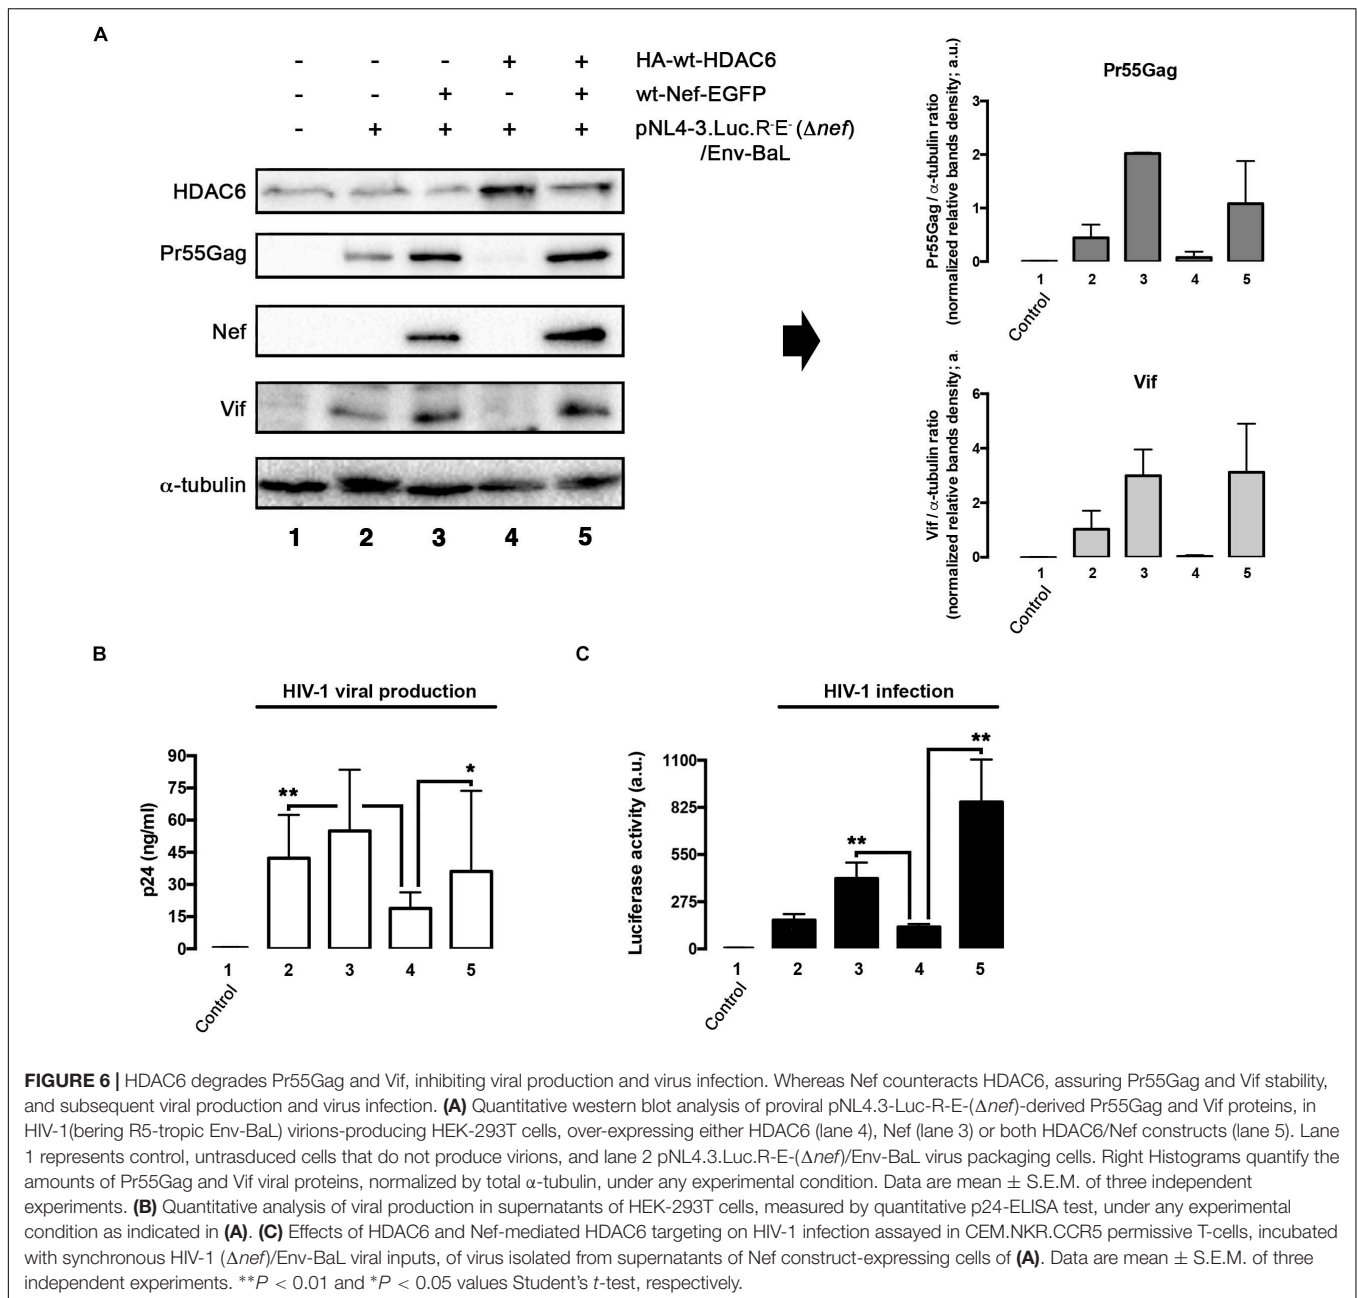 A
- - - + + HA-wt-HDAC6
- - + - + wt-Nef-EGFP
- + + + + pNL4-3.Luc.R-E-(Δnef)
/Env-BaL
HDAC6
Pr55Gag
Nef
Vif
α-tubulin
1 2 3 4 5
Pr55Gag
Pr55Gag / α-tubulin ratio
(normalized relative bands density; a.u.)
3
2
1
0
1 2 3 4 5
Control
Vif
Vif / α-tubulin ratio
(normalized relative bands density; a.
6
4
2
0
1 2 3 4 5
Control
B
HIV-1 viral production
p24 (ng/ml)
90
75
60
45
30
15
0
** *
1 2 3 4 5
Control
C
HIV-1 infection
Luciferase activity (a.u.)
1100
825
550
275
0
** **
1 2 3 4 5
Control
FIGURE 6 | HDAC6 degrades Pr55Gag and Vif, inhibiting viral production and virus infection. Whereas Nef counteracts HDAC6, assuring Pr55Gag and Vif stability,
and subsequent viral production and virus infection. (A) Quantitative western blot analysis of proviral pNL4.3-Luc-R-E-(Δnef)-derived Pr55Gag and Vif proteins, in
HIV-1(bering R5-tropic Env-BaL) virions-producing HEK-293T cells, over-expressing either HDAC6 (lane 4), Nef (lane 3) or both HDAC6/Nef constructs (lane 5). Lane
1 represents control, untrasduced cells that do not produce virions, and lane 2 pNL4.3.Luc.R-E-(Δnef)/Env-BaL virus packaging cells. Right Histograms quantify the
amounts of Pr55Gag and Vif viral proteins, normalized by total α-tubulin, under any experimental condition. Data are mean ± S.E.M. of three independent
experiments. (B) Quantitative analysis of viral production in supernatants of HEK-293T cells, measured by quantitative p24-ELISA test, under any experimental
condition as indicated in (A). (C) Effects of HDAC6 and Nef-mediated HDAC6 targeting on HIV-1 infection assayed in CEM.NKR.CCR5 permissive T-cells, incubated
with synchronous HIV-1 (Δnef)/Env-BaL viral inputs, of virus isolated from supernatants of Nef construct-expressing cells of (A). Data are mean ± S.E.M. of three
independent experiments. **P < 0.01 and *P < 0.05 values Student's t-test, respectively.